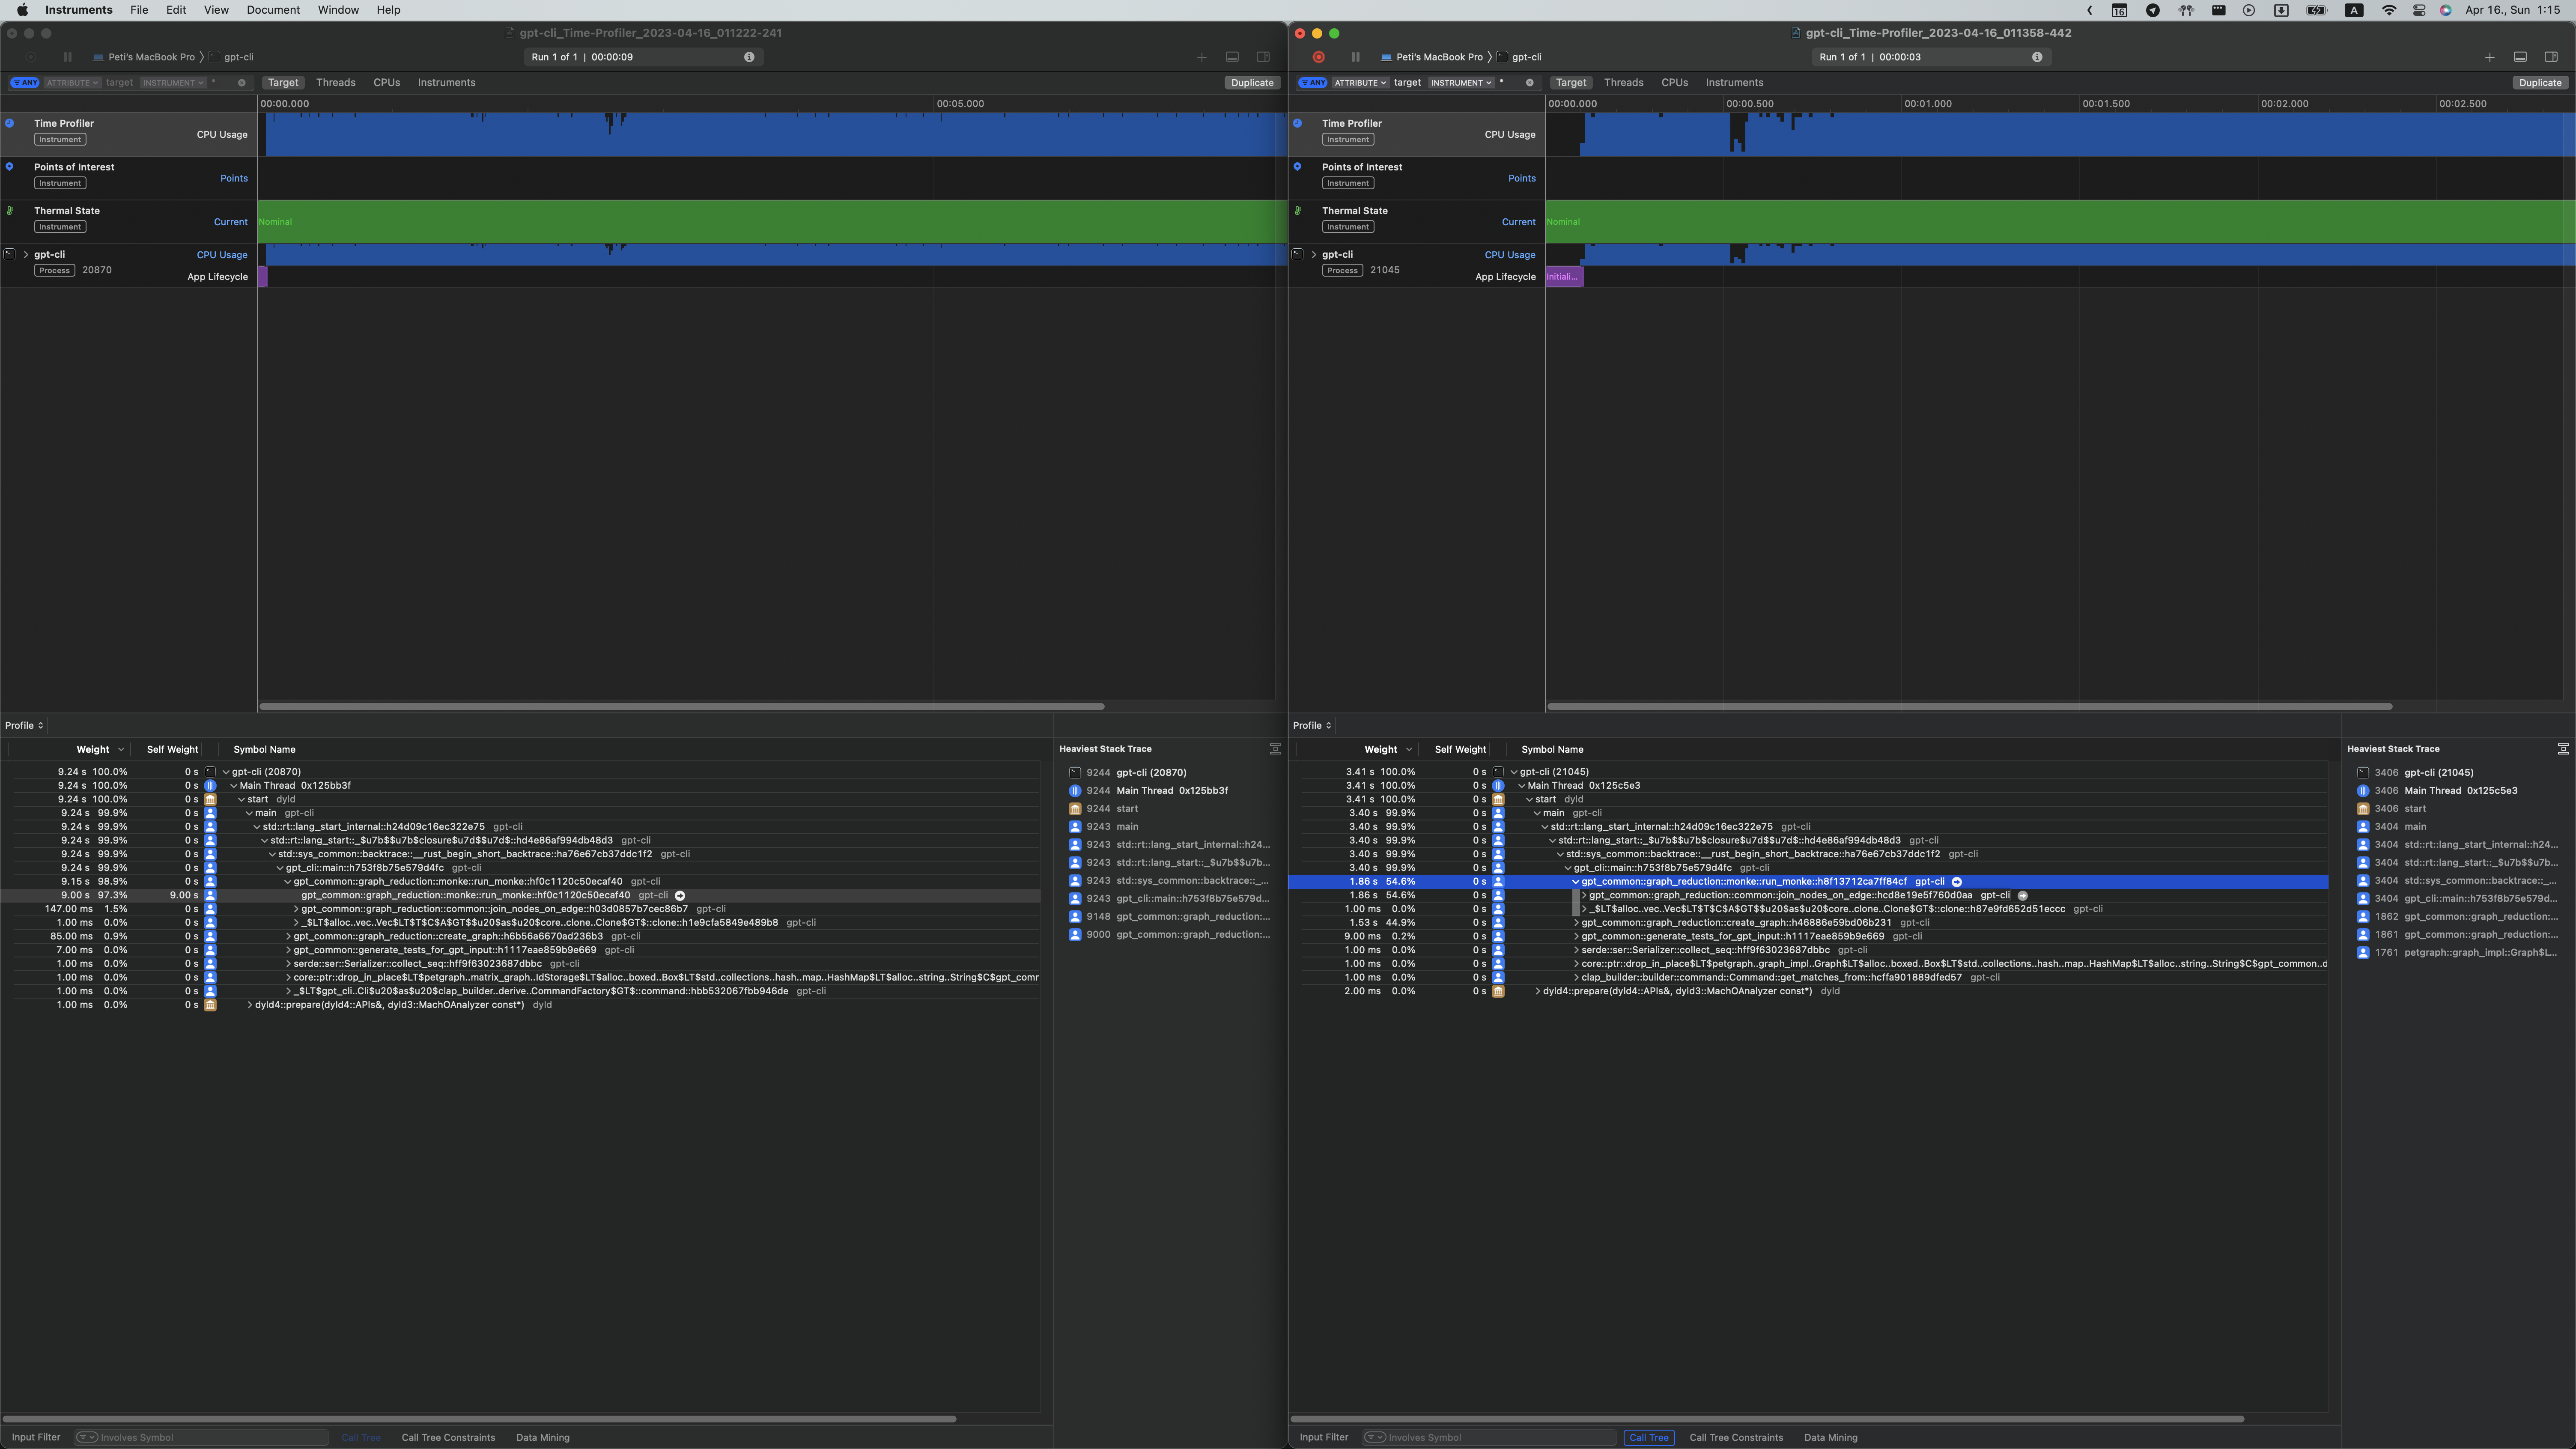 Instruments File Edit View Document Window Help
16 A Apr 16., Sun 1:15
gpt-cli_Time-Profiler_2023-04-16_011222-241
Peti's MacBook Pro gpt-cli Run 1 of 1 | 00:00:09
ANY ATTRIBUTE target INSTRUMENT * Target Threads CPUs Instruments Duplicate
00:00.000 00:05.000
Time Profiler
Instrument
CPU Usage
Points of Interest
Instrument
Points
Thermal State
Instrument
Current
Nominal
gpt-cli CPU Usage
Process 20870
App Lifecycle
Profile
Weight Self Weight Symbol Name
9.24 s 100.0% 0 s gpt-cli (20870)
9.24 s 100.0% 0 s Main Thread 0x125bb3f
9.24 s 100.0% 0 s start dyld
9.24 s 99.9% 0 s main gpt-cli
9.24 s 99.9% 0 s std::rt::lang_start_internal::h24d09c16ec322e75 gpt-cli
9.24 s 99.9% 0 s std::rt::lang_start::_$u7b$$u7b$closure$u7d$$u7d$::hd4e86af994db48d3 gpt-cli
9.24 s 99.9% 0 s std::sys_common::backtrace::__rust_begin_short_backtrace::ha76e67cb37ddc1f2 gpt-cli
9.24 s 99.9% 0 s gpt_cli::main::h753f8b75e579d4fc gpt-cli
9.15 s 98.9% 0 s gpt_common::graph_reduction::monke::run_monke::hf0c1120c50ecaf40 gpt-cli
9.00 s 97.3% 9.00 s gpt_common::graph_reduction::monke::run_monke::hf0c1120c50ecaf40 gpt-cli
147.00 ms 1.5% 0 s gpt_common::graph_reduction::common::join_nodes_on_edge::h03d0857b7cec86b7 gpt-cli
1.00 ms 0.0% 0 s _$LT$alloc..vec..Vec$LT$T$C$A$GT$$u20$as$u20$core..clone..Clone$GT$::clone::h1e9cfa5849e489b8 gpt-cli
85.00 ms 0.9% 0 s gpt_common::graph_reduction::create_graph::h6b56a6670ad236b3 gpt-cli
7.00 ms 0.0% 0 s gpt_common::generate_tests_for_gpt_input::h1117eae859b9e669 gpt-cli
1.00 ms 0.0% 0 s serde::ser::Serializer::collect_seq::hff9f63023687dbbc gpt-cli
1.00 ms 0.0% 0 s core::ptr::drop_in_place$LT$petgraph..matrix_graph..IdStorage$LT$alloc..boxed..Box$LT$std..collections..hash..map..HashMap$LT$alloc..string..String$C$gpt_comr
1.00 ms 0.0% 0 s _$LT$gpt_cli..Cli$u20$as$u20$clap_builder..derive..CommandFactory$GT$::command::hbb532067fbb946de gpt-cli
1.00 ms 0.0% 0 s dyld4::prepare(dyld4::APIs&, dyld3::MachOAnalyzer const*) dyld
Heaviest Stack Trace
9244 gpt-cli (20870)
9244 Main Thread 0x125bb3f
9244 start
9243 main
9243 std::rt::lang_start_internal::h24...
9243 std::rt::lang_start::_$u7b$$u7b...
9243 std::sys_common::backtrace::_...
9243 gpt_cli::main::h753f8b75e579d...
9148 gpt_common::graph_reduction:...
9000 gpt_common::graph_reduction:...
Input Filter Involves Symbol Call Tree Call Tree Constraints Data Mining
gpt-cli_Time-Profiler_2023-04-16_011358-442
Peti's MacBook Pro gpt-cli Run 1 of 1 | 00:00:03
ANY ATTRIBUTE target INSTRUMENT * Target Threads CPUs Instruments Duplicate
00:00.000 00:00.500 00:01.000 00:01.500 00:02.000 00:02.500
Time Profiler
Instrument
CPU Usage
Points of Interest
Instrument
Points
Thermal State
Instrument
Current
Nominal
gpt-cli CPU Usage
Process 21045
App Lifecycle
Initiali...
Profile
Weight Self Weight Symbol Name
3.41 s 100.0% 0 s gpt-cli (21045)
3.41 s 100.0% 0 s Main Thread 0x125c5e3
3.41 s 100.0% 0 s start dyld
3.40 s 99.9% 0 s main gpt-cli
3.40 s 99.9% 0 s std::rt::lang_start_internal::h24d09c16ec322e75 gpt-cli
3.40 s 99.9% 0 s std::rt::lang_start::_$u7b$$u7b$closure$u7d$$u7d$::hd4e86af994db48d3 gpt-cli
3.40 s 99.9% 0 s std::sys_common::backtrace::__rust_begin_short_backtrace::ha76e67cb37ddc1f2 gpt-cli
3.40 s 99.9% 0 s gpt_cli::main::h753f8b75e579d4fc gpt-cli
1.86 s 54.6% 0 s gpt_common::graph_reduction::monke::run_monke::h8f13712ca7ff84cf gpt-cli
1.86 s 54.6% 0 s gpt_common::graph_reduction::common::join_nodes_on_edge::hcd8e19e5f760d0aa gpt-cli
1.00 ms 0.0% 0 s _$LT$alloc..vec..Vec$LT$T$C$A$GT$$u20$as$u20$core..clone..Clone$GT$::clone::h87e9fd652d51eccc gpt-cli
1.53 s 44.9% 0 s gpt_common::graph_reduction::create_graph::h46886e59bd06b231 gpt-cli
9.00 ms 0.2% 0 s gpt_common::generate_tests_for_gpt_input::h1117eae859b9e669 gpt-cli
1.00 ms 0.0% 0 s serde::ser::Serializer::collect_seq::hff9f63023687dbbc gpt-cli
1.00 ms 0.0% 0 s core::ptr::drop_in_place$LT$petgraph..graph_impl..Graph$LT$alloc..boxed..Box$LT$std..collections..hash..map..HashMap$LT$alloc..string..String$C$gpt_common..d
1.00 ms 0.0% 0 s clap_builder::builder::command::Command::get_matches_from::hcffa901889dfed57 gpt-cli
2.00 ms 0.0% 0 s dyld4::prepare(dyld4::APIs&, dyld3::MachOAnalyzer const*) dyld
Heaviest Stack Trace
3406 gpt-cli (21045)
3406 Main Thread 0x125c5e3
3406 start
3404 main
3404 std::rt::lang_start_internal::h24...
3404 std::rt::lang_start::_$u7b$$u7b...
3404 std::sys_common::backtrace::_...
3404 gpt_cli::main::h753f8b75e579d...
1862 gpt_common::graph_reduction:...
1861 gpt_common::graph_reduction:...
1761 petgraph::graph_impl::Graph$L...
Input Filter Involves Symbol Call Tree Call Tree Constraints Data Mining